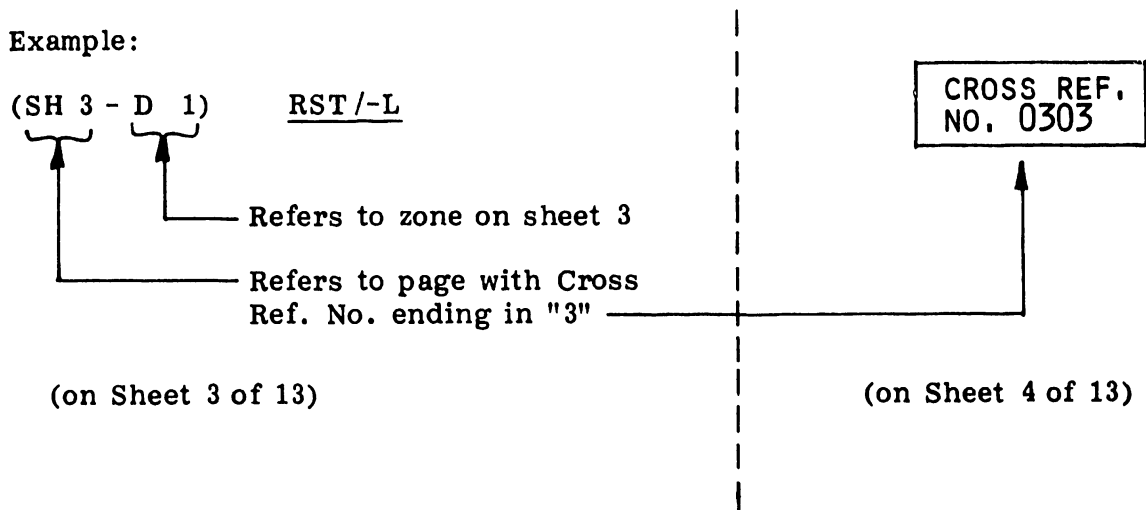 Example:
(SH 3 - D 1) RST/-L
Refers to zone on sheet 3
Refers to page with Cross
Ref. No. ending in "3"
(on Sheet 3 of 13)
CROSS REF.
NO. 0303
(on Sheet 4 of 13)